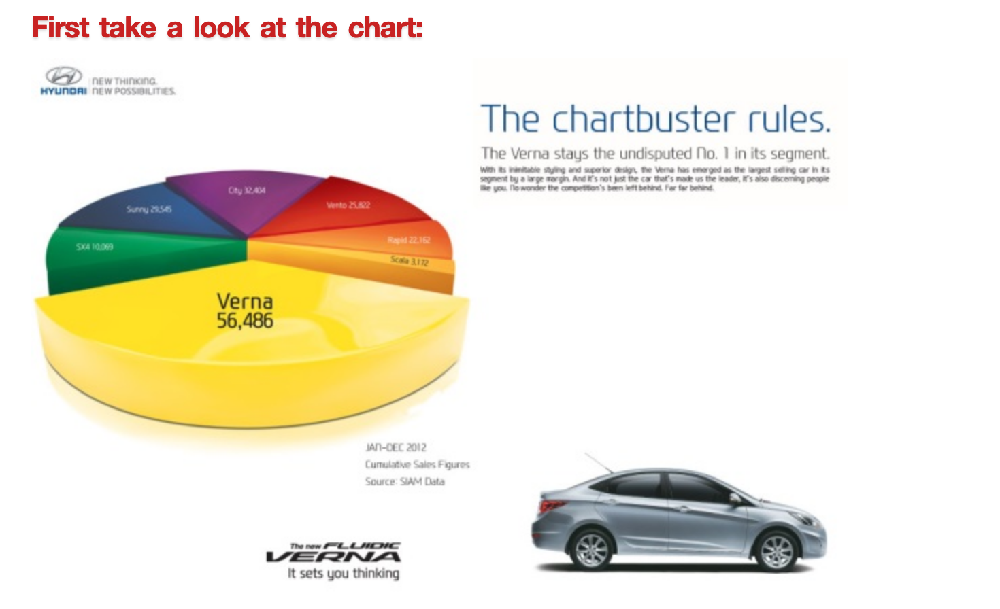 First take a look at the chart:
HYUNDAI
NEW THINKING.
NEW POSSIBILITIES.
The chartbuster rules.
The Verna stays the undisputed No. 1 in its segment.
With its inimitable styling and superior design, the Verna has emerged as the largest selling car in its
segment by a large margin. And it's not just the car that's made us the leader, it's also discerning people
like you. No wonder the competition's been left behind. Far far behind.
City 32,404
Sunny 29,545
Vento 25,822
SX4 10,069
Rapid 22,162
Scala 3,172
Verna
56,486
JAN-DEC 2012
Cumulative Sales Figures
Source: SIAM Data
The new FLUIDIC
VERNA
It sets you thinking